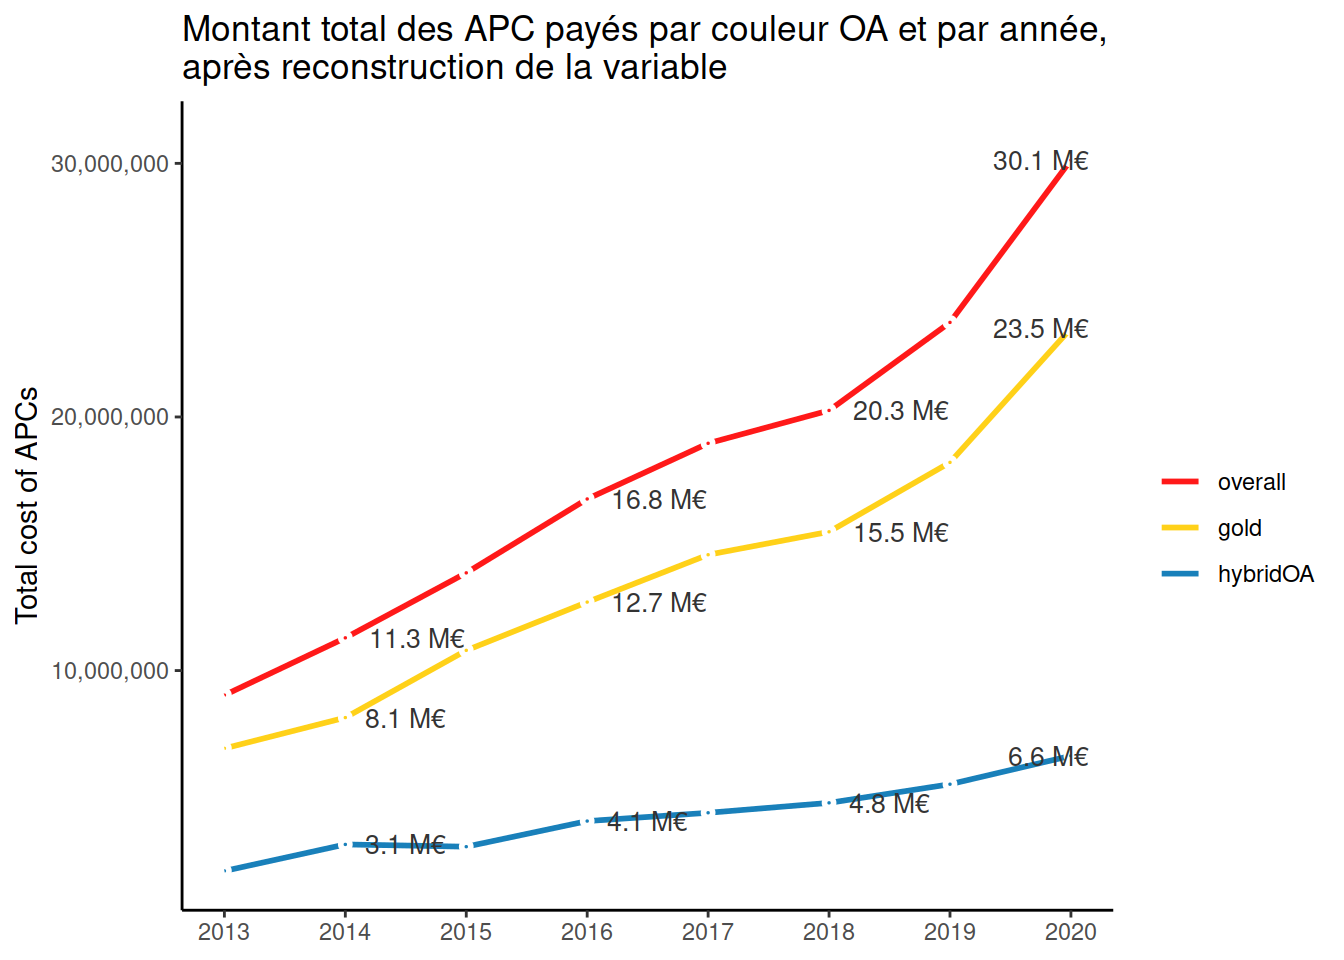 Montant total des APC payés par couleur OA et par année,
après reconstruction de la variable
Total cost of APCs
30,000,000
20,000,000
10,000,000
30.1 M€
23.5 M€
20.3 M€
16.8 M€
15.5 M€
12.7 M€
11.3 M€
8.1 M€
6.6 M€
4.8 M€
4.1 M€
3.1 M€
overall
gold
hybridOA
2013 2014 2015 2016 2017 2018 2019 2020